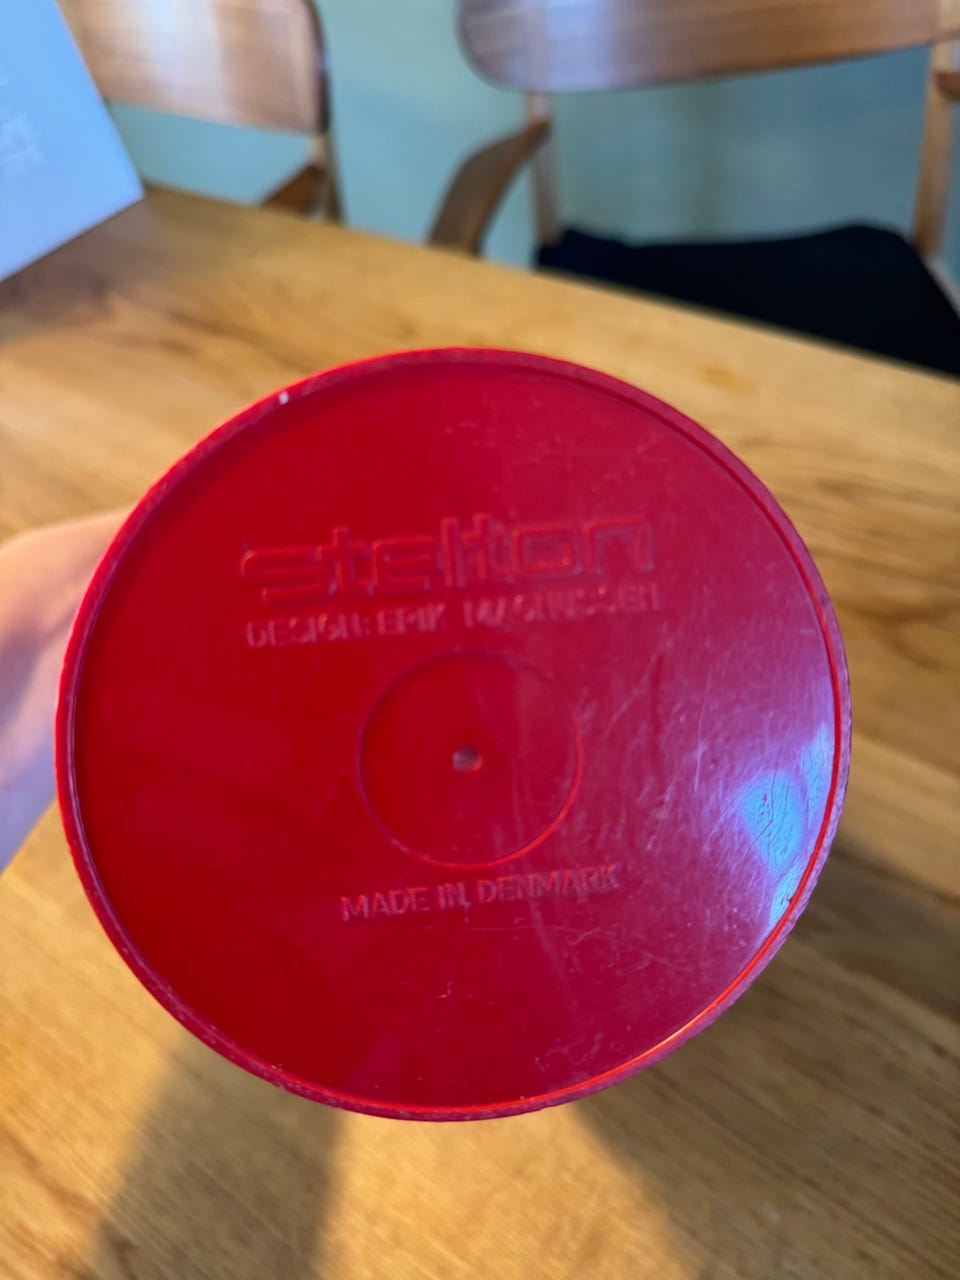 stelton
DESIGN: ERIK MAGNUSSEN
MADE IN DENMARK